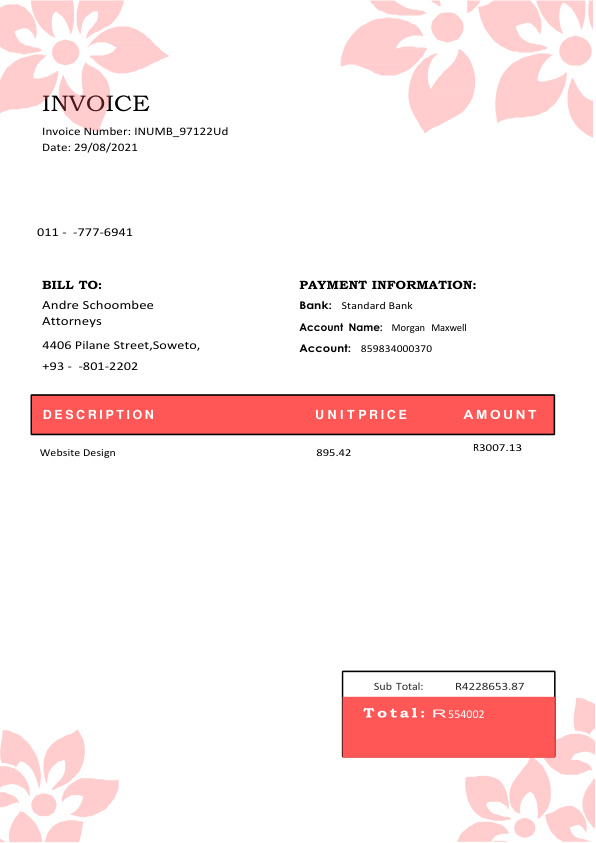 INVOICE
Invoice Number: INUMB_97122Ud
Date: 29/08/2021
011 -  -777-6941
BILL TO:
Andre Schoombee
Attorneys
4406 Pilane Street,Soweto,
+93 -  -801-2202
PAYMENT INFORMATION:
Bank: Standard Bank
Account Name: Morgan Maxwell
Account: 859834000370
DESCRIPTION UNITPRICE AMOUNT
Website Design 895.42 R3007.13
Sub Total: R4228653.87
Total: R554002